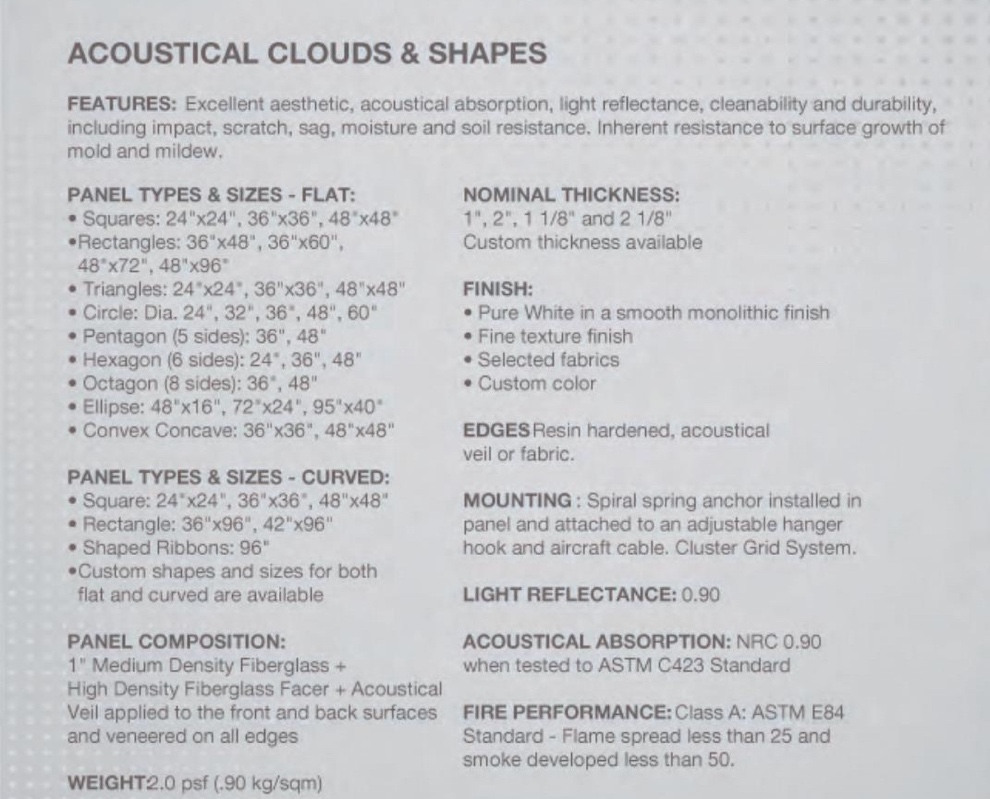 ACOUSTICAL CLOUDS & SHAPES
FEATURES: Excellent aesthetic, acoustical absorption, light reflectance, cleanability and durability,
including impact, scratch, sag, moisture and soil resistance. Inherent resistance to surface growth of
mold and mildew.
PANEL TYPES & SIZES - FLAT:
• Squares: 24"x24", 36"x36", 48"x48"
•Rectangles: 36"x48", 36"x60",
48"x72", 48"x96"
• Triangles: 24"x24", 36"x36", 48"x48"
• Circle: Dia. 24", 32", 36", 48", 60"
• Pentagon (5 sides): 36", 48"
• Hexagon (6 sides): 24", 36", 48"
• Octagon (8 sides): 36", 48"
• Ellipse: 48"x16", 72"x24", 95"x40"
• Convex Concave: 36"x36", 48"x48"
PANEL TYPES & SIZES - CURVED:
• Square: 24"x24", 36"x36", 48"x48"
• Rectangle: 36"x96", 42"x96"
• Shaped Ribbons: 96"
•Custom shapes and sizes for both
flat and curved are available
PANEL COMPOSITION:
1" Medium Density Fiberglass +
High Density Fiberglass Facer + Acoustical
Veil applied to the front and back surfaces
and veneered on all edges
WEIGHT:2.0 psf (.90 kg/sqm)
NOMINAL THICKNESS:
1", 2", 1 1/8" and 2 1/8"
Custom thickness available
FINISH:
• Pure White in a smooth monolithic finish
• Fine texture finish
• Selected fabrics
• Custom color
EDGES Resin hardened, acoustical
veil or fabric.
MOUNTING : Spiral spring anchor installed in
panel and attached to an adjustable hanger
hook and aircraft cable. Cluster Grid System.
LIGHT REFLECTANCE: 0.90
ACOUSTICAL ABSORPTION: NRC 0.90
when tested to ASTM C423 Standard
FIRE PERFORMANCE: Class A: ASTM E84
Standard - Flame spread less than 25 and
smoke developed less than 50.